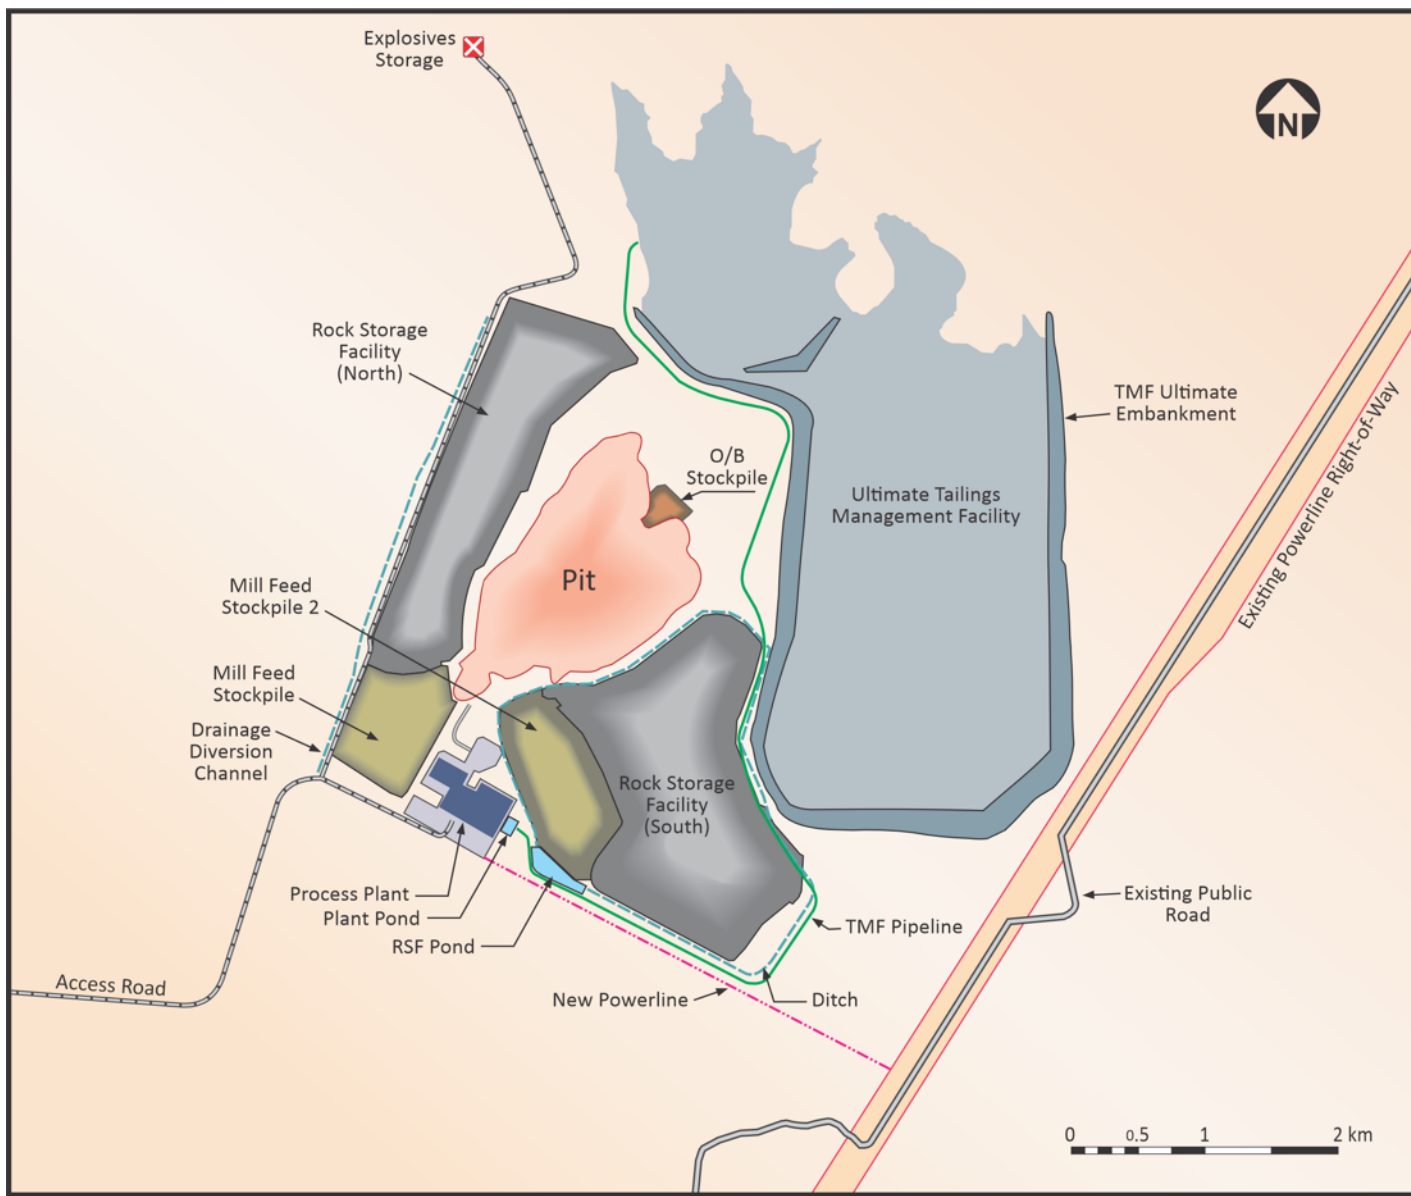 Explosives
Storage
N
Rock Storage
Facility
(North)
TMF Ultimate
Embankment
Existing Powerline Right-of-Way
O/B
Stockpile
Ultimate Tailings
Management Facility
Pit
Mill Feed
Stockpile 2
Mill Feed
Stockpile
Drainage
Diversion
Channel
Rock Storage
Facility
(South)
Process Plant
Plant Pond
RSF Pond
Existing Public
Road
TMF Pipeline
Access Road
New Powerline
Ditch
0 0.5 1 2 km